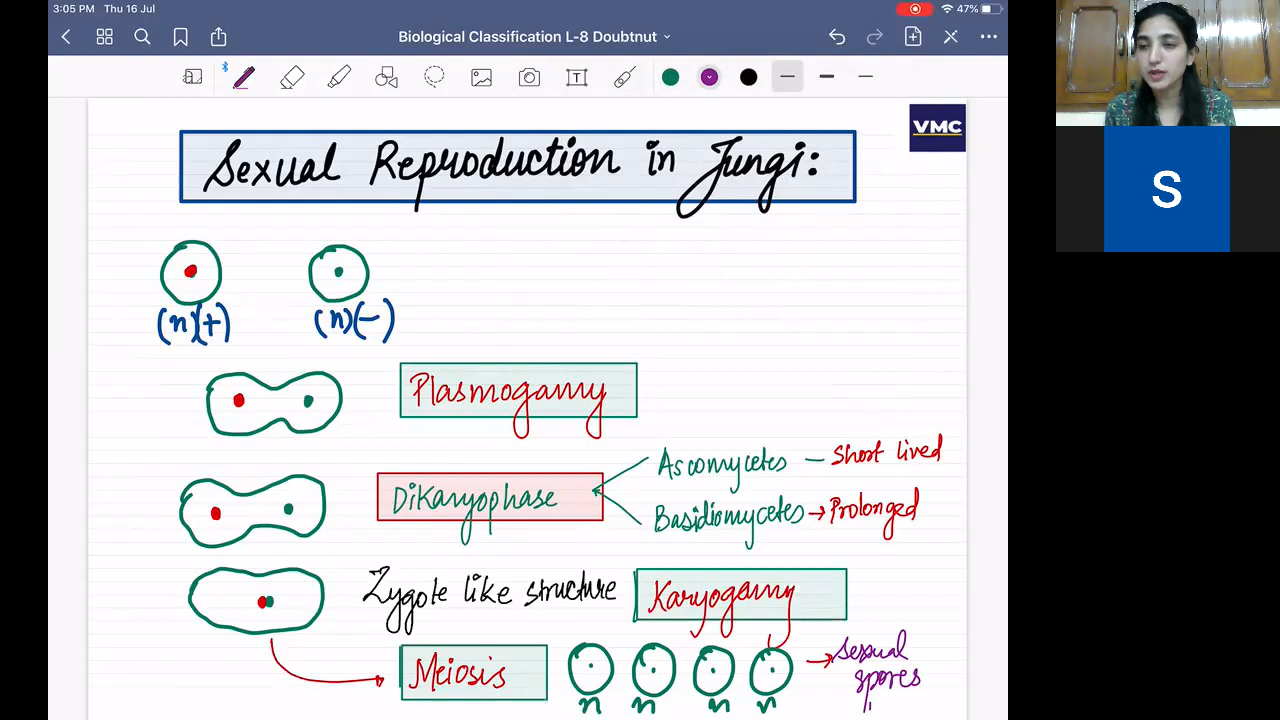 3:05 PM Thu 16 Jul
47%
Biological Classification L-8 Doubtnut
VMC
Sexual Reproduction in Fungi:
(n)(+) (n)(-)
Plasmogamy
Ascomycetes - Short lived
Dikaryophase
Basidiomycetes → Prolonged
Zygote like structure Karyogamy
Meiosis → Sexual spores
n n n n
S